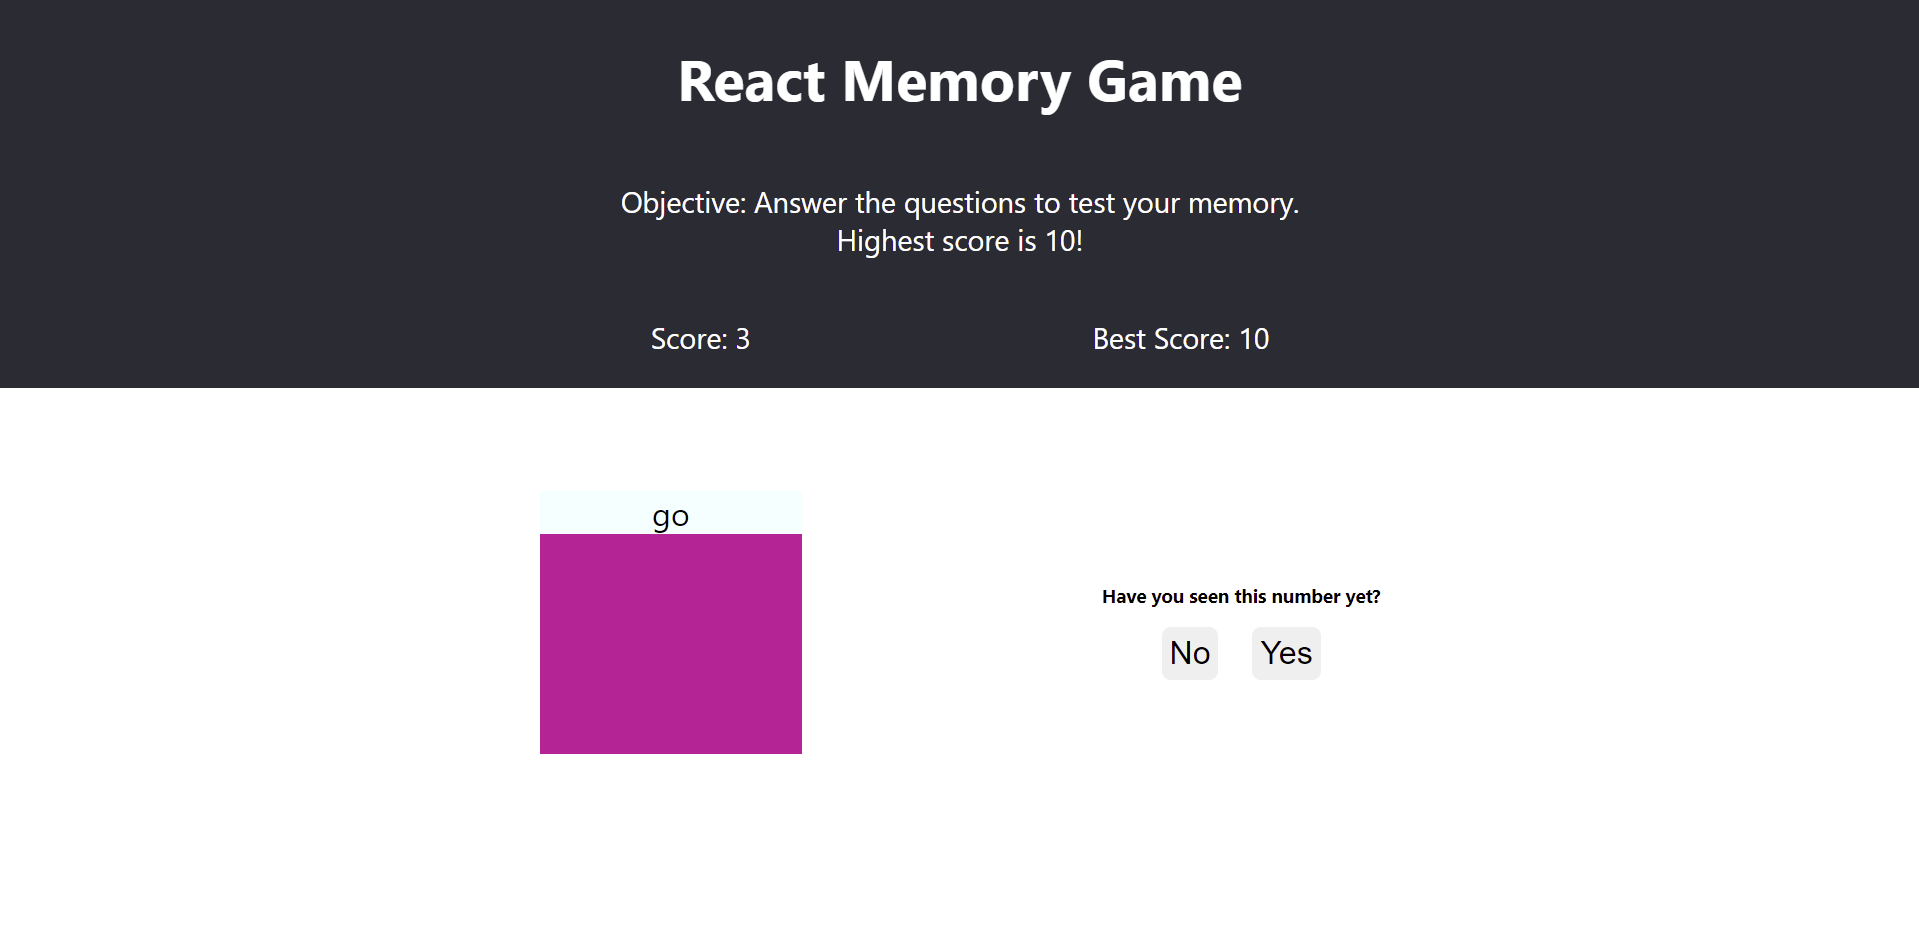 React Memory Game
Objective: Answer the questions to test your memory.
Highest score is 10!
Score: 3
Best Score: 10
go
Have you seen this number yet?
No
Yes